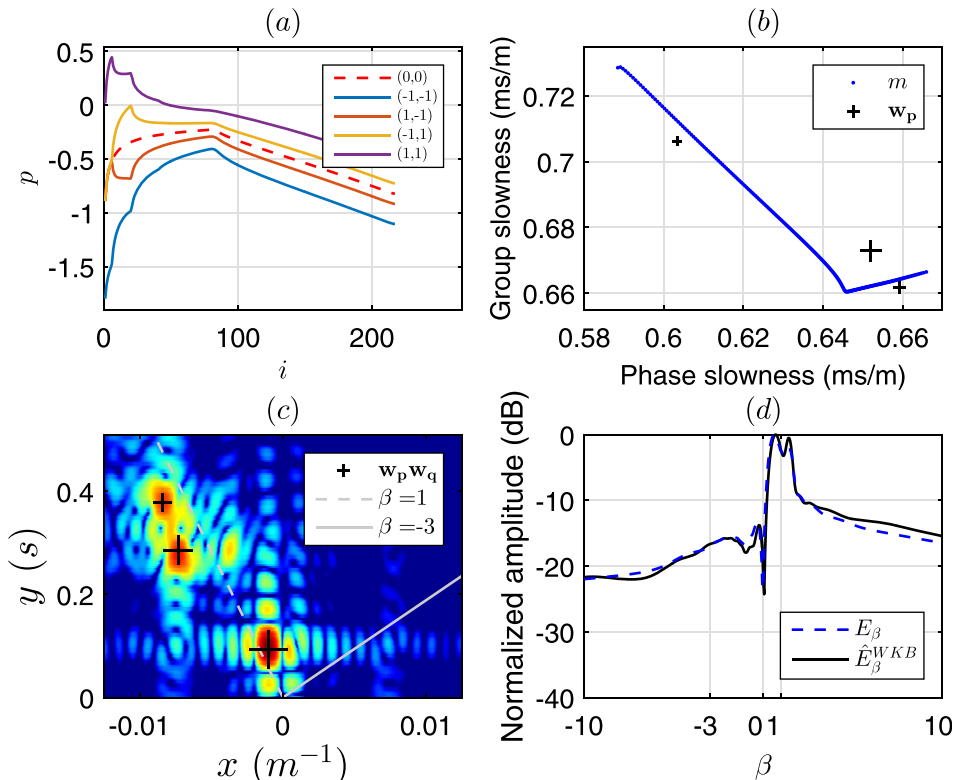 (a)
0.5
0
-0.5
-1
-1.5
p
0
100
200
i
(0,0)
(-1,-1)
(1,-1)
(-1,1)
(1,1)
(b)
Group slowness (ms/m)
0.72
0.7
0.68
0.66
0.58
0.6
0.62
0.64
0.66
Phase slowness (ms/m)
m
w_p
(c)
y (s)
0.4
0.2
0
-0.01
0
0.01
x (m^{-1})
w_p w_q
β =1
β =-3
(d)
Normalized amplitude (dB)
0
-10
-20
-30
-40
-10
-3
0
1
10
β
E_β
Ê_β^{WKB}